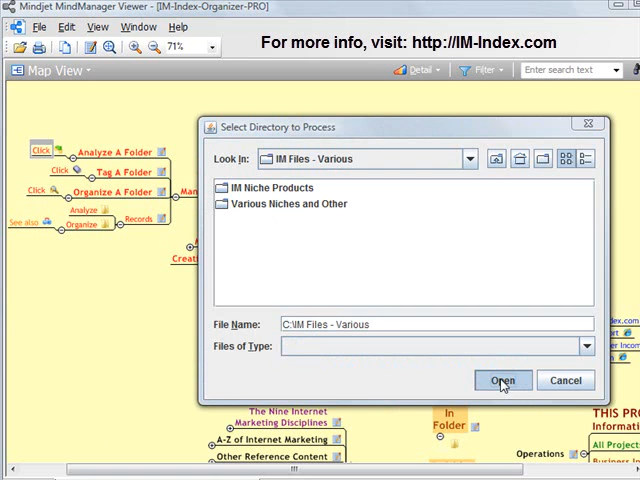 Mindjet MindManager Viewer - [IM-Index-Organizer-PRO]
File Edit View Window Help
71%
For more info, visit: http://IM-Index.com
Map View
Detail
Filter
Enter search text
Select Directory to Process
Look In: IM Files - Various
IM Niche Products
Various Niches and Other
File Name: C:\IM Files - Various
Files of Type:
Open Cancel
Click Analyze A Folder
Click Tag A Folder
Click Organize A Folder
See also
Analyze
Organize
Records
The Nine Internet
Marketing Disciplines
A-Z of Internet Marketing
Other Reference Content
In
Folder
Operations
All Project